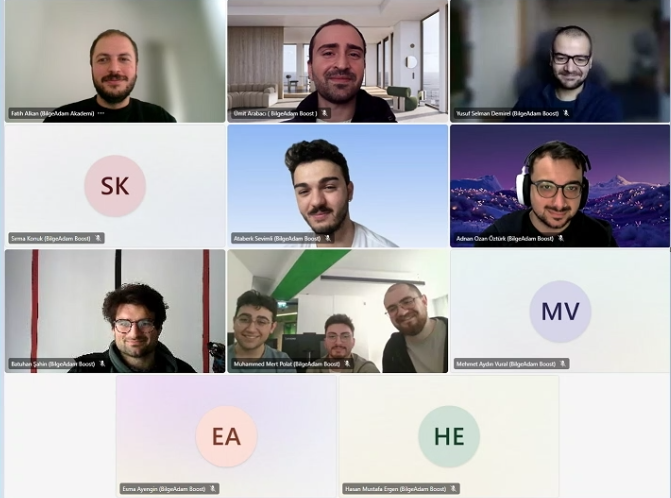 Fatih Alkan (BilgeAdam Akademi)
Ümit Arabacı ( BilgeAdam Boost )
Yusuf Selman Demirel (BilgeAdam Boost)
SK
Sırma Konuk (BilgeAdam Boost)
Ataberk Sevimli (BilgeAdam Boost)
Adnan Ozan Öztürk (BilgeAdam Boost)
Batuhan Şahin (BilgeAdam Boost)
Muhammed Mert Polat (BilgeAdam Boost)
MV
Mehmet Aydın Vural (BilgeAdam Boost)
EA
Esma Ayengin (BilgeAdam Boost)
HE
Hasan Mustafa Ergen (BilgeAdam Boost)